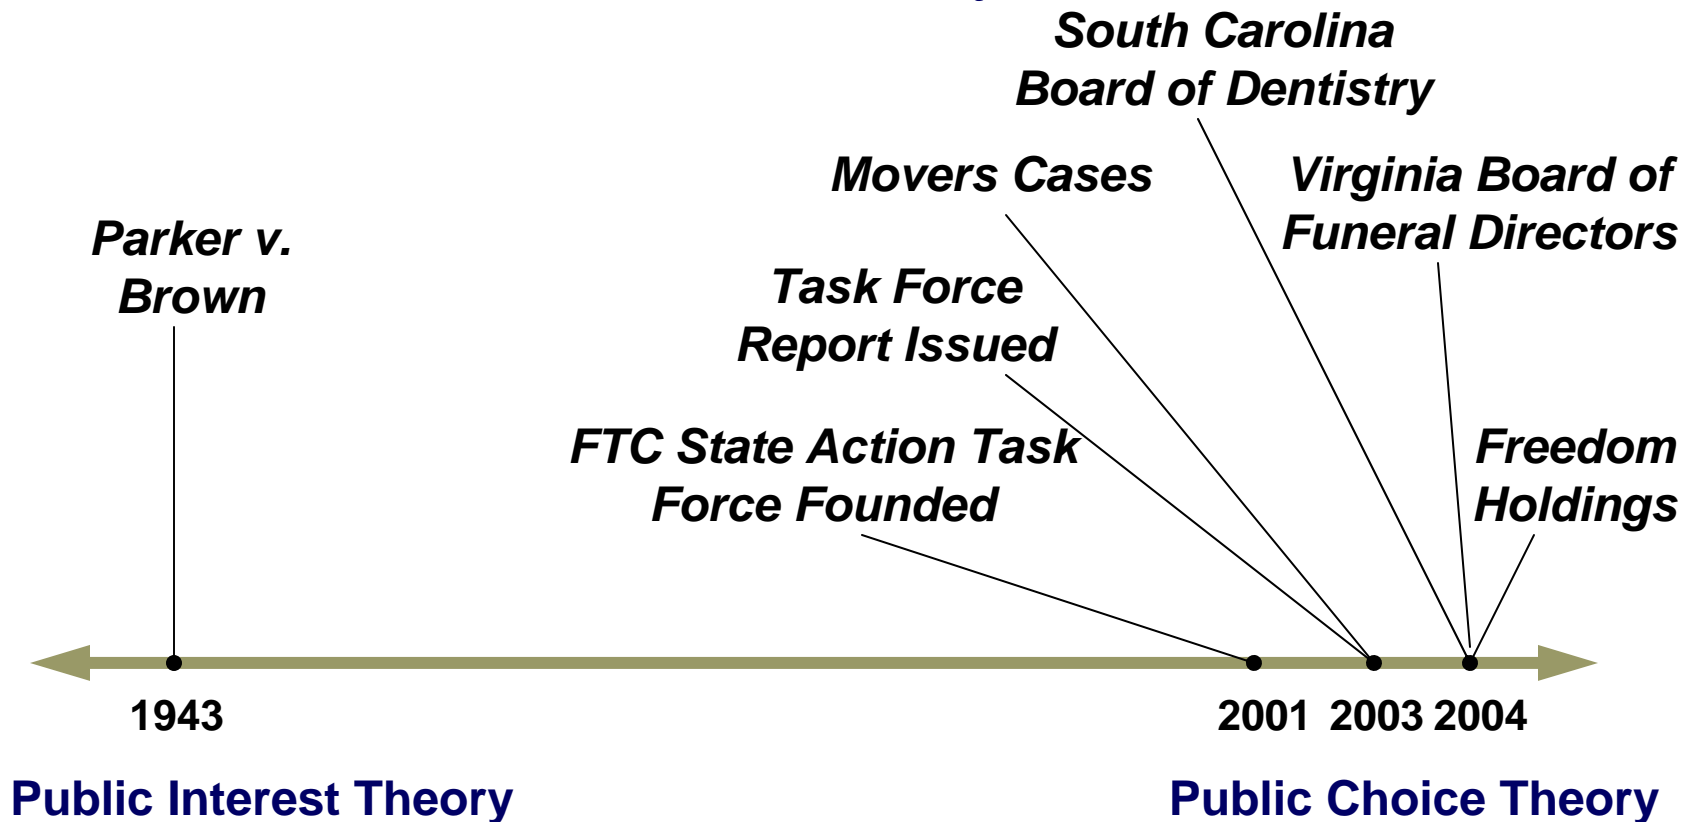 South Carolina
Board of Dentistry
Movers Cases
Virginia Board of
Funeral Directors
Parker v.
Brown
Task Force
Report Issued
FTC State Action Task
Force Founded
Freedom
Holdings
1943
2001
2003
2004
Public Interest Theory
Public Choice Theory